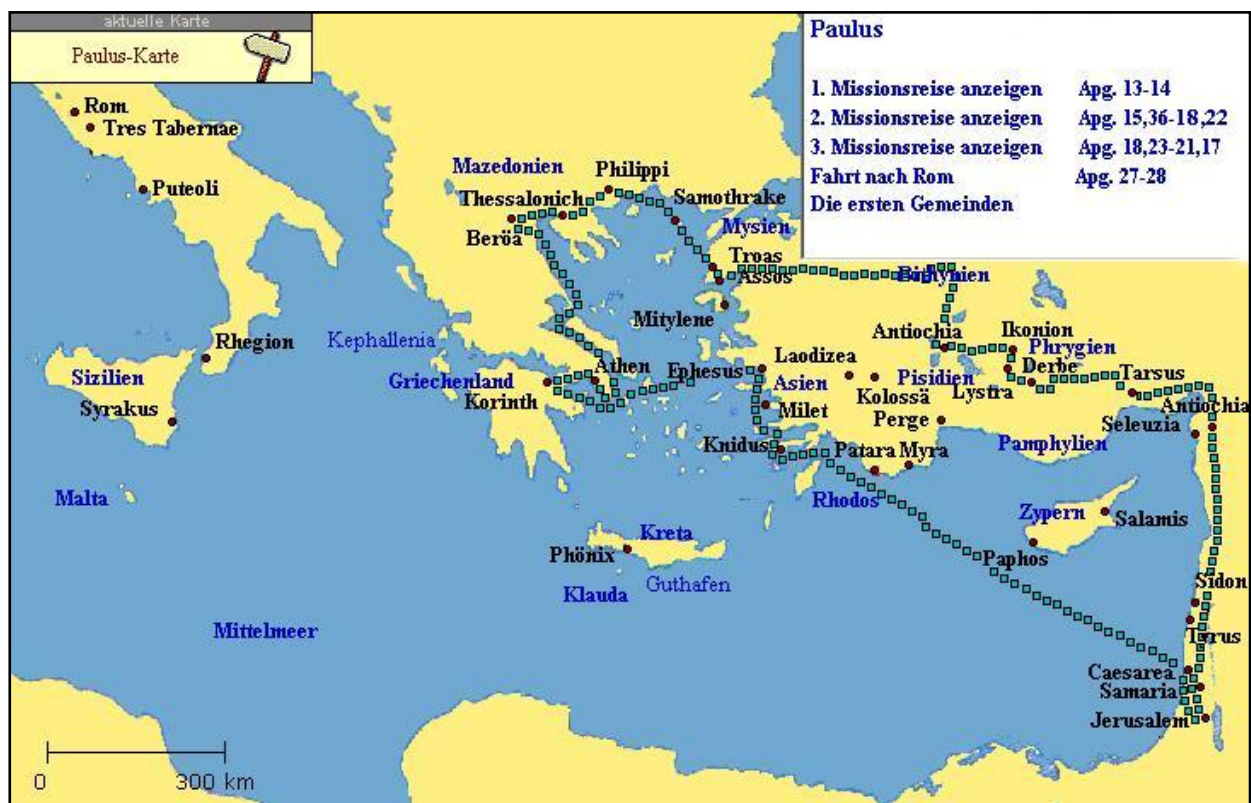 aktuelle Karte
Paulus-Karte
Paulus
1. Missionsreise anzeigen Apg. 13-14
2. Missionsreise anzeigen Apg. 15,36-18,22
3. Missionsreise anzeigen Apg. 18,23-21,17
Fahrt nach Rom Apg. 27-28
Die ersten Gemeinden
Rom
Tres Tabernae
Puteoli
Mazedonien
Philippi
Thessalonich
Samothrake
Beröa
Mysien
Troas
Assos
Bithynien
Mitylene
Kephallenia
Rhegion
Antiochia
Ikonion
Phrygien
Sizilien
Griechenland
Athen
Ephesus
Laodizea
Asien
Pisidien
Derbe
Tarsus
Korinth
Kolossä
Lystra
Syrakus
Milet
Perge
Antiochia
Seleuzia
Knidus
Patara
Myra
Pamphylien
Malta
Rhodos
Zypern
Salamis
Kreta
Phönix
Paphos
Klauda
Guthafen
Sidon
Mittelmeer
Tyrus
Caesarea
Samaria
Jerusalem
0 300 km